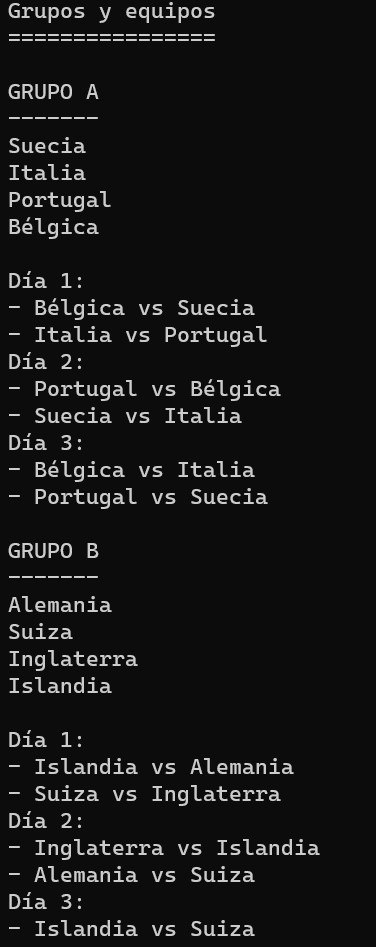 Grupos y equipos
================
GRUPO A
-------
Suecia
Italia
Portugal
Bélgica
Día 1:
- Bélgica vs Suecia
- Italia vs Portugal
Día 2:
- Portugal vs Bélgica
- Suecia vs Italia
Día 3:
- Bélgica vs Italia
- Portugal vs Suecia
GRUPO B
-------
Alemania
Suiza
Inglaterra
Islandia
Día 1:
- Islandia vs Alemania
- Suiza vs Inglaterra
Día 2:
- Inglaterra vs Islandia
- Alemania vs Suiza
Día 3:
- Islandia vs Suiza